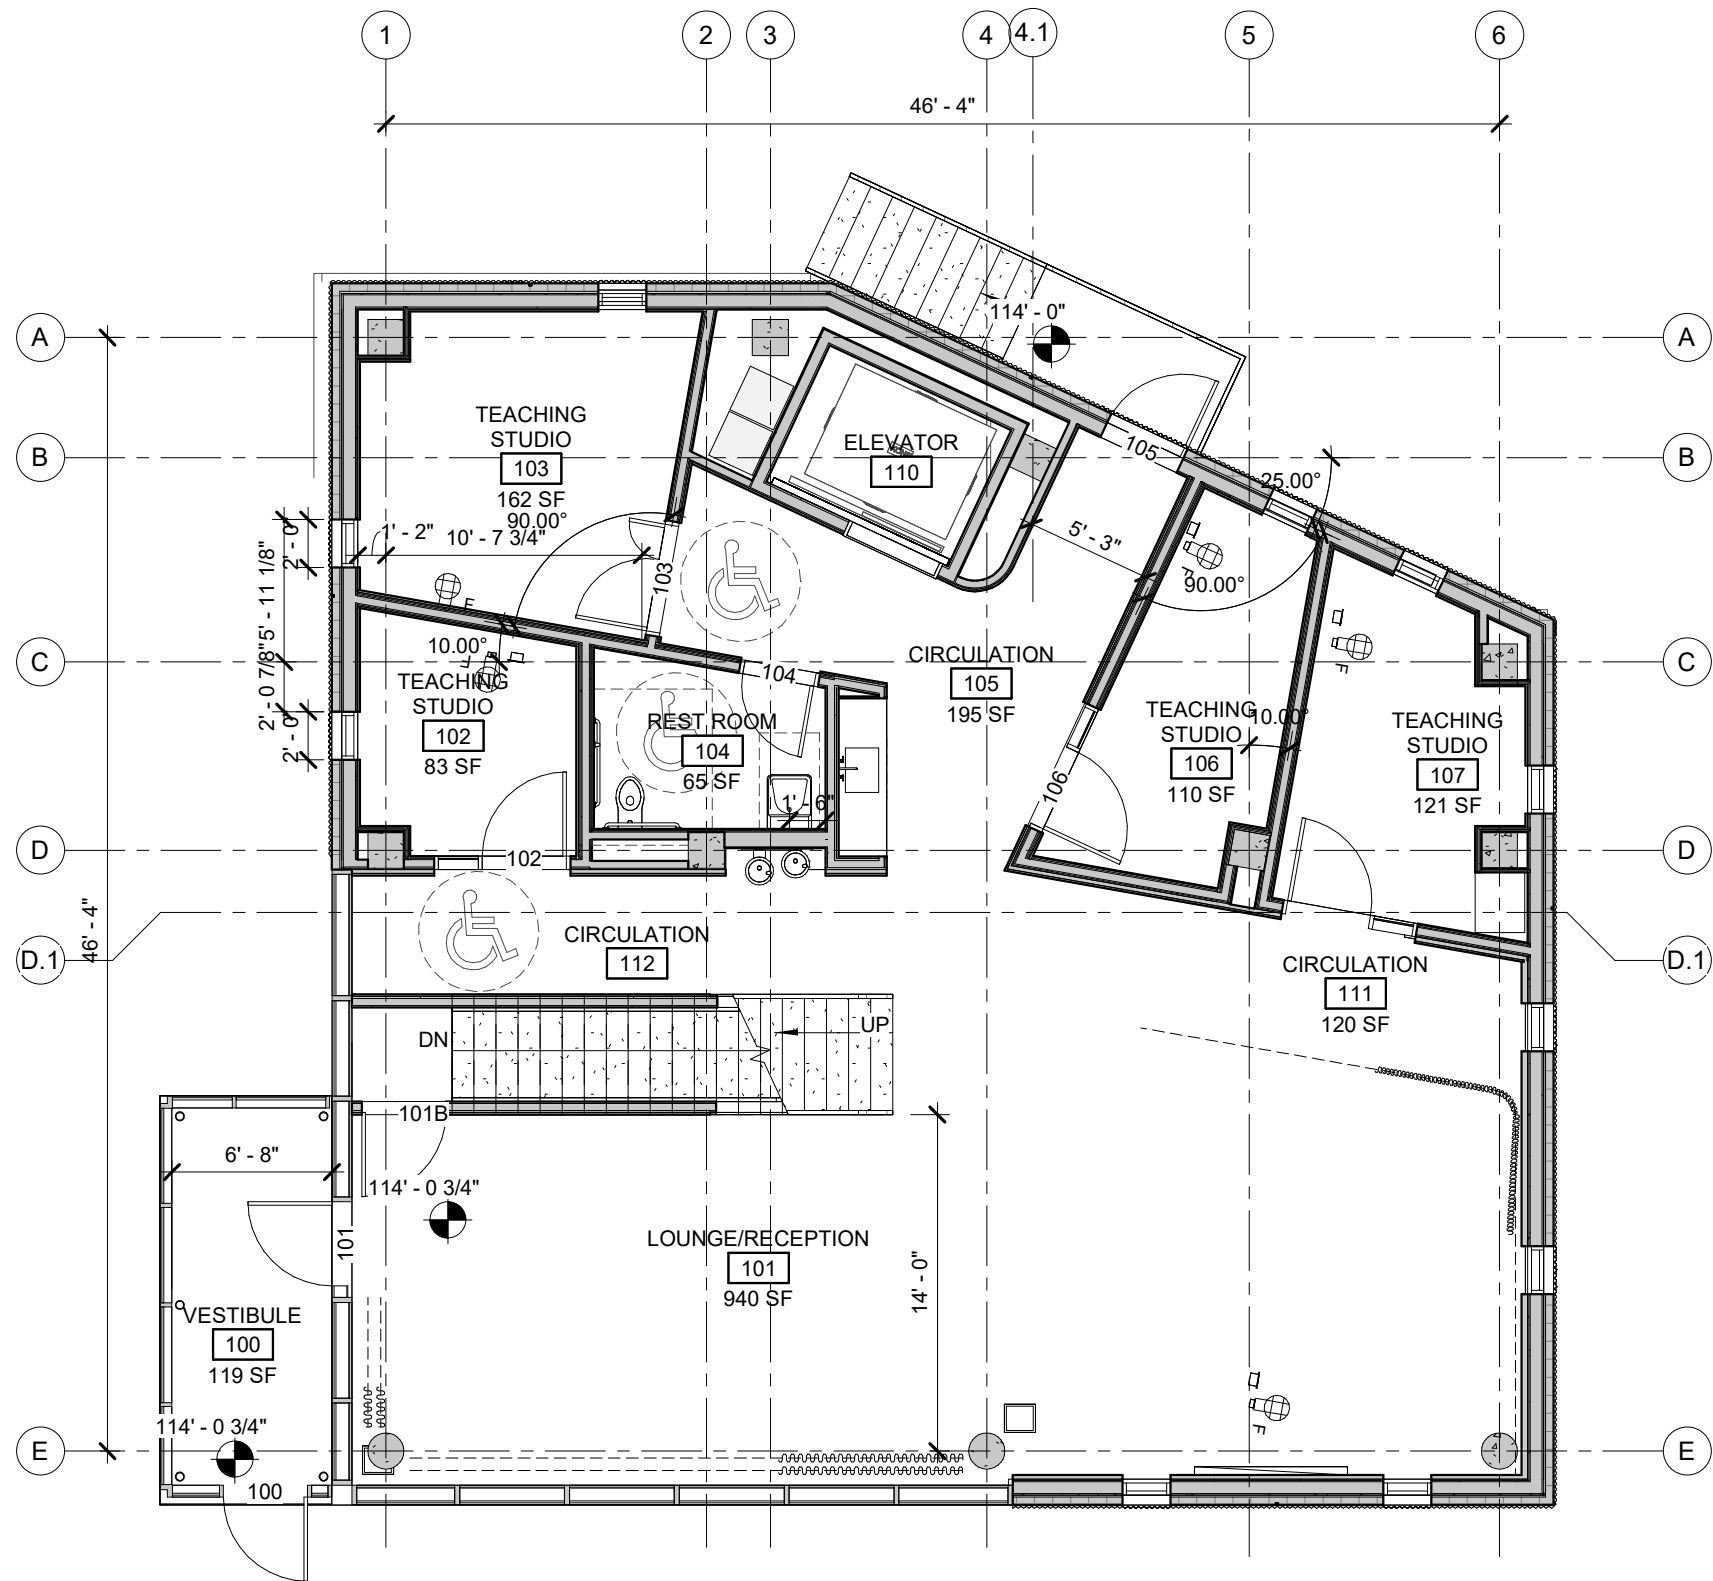 1
2
3
4
4.1
5
6
46' - 4"
A
114' - 0"
A
TEACHING
STUDIO
103
162 SF
90.00°
B
ELEVATOR
110
105
25.00°
B
1' - 2"
10' - 7 3/4"
2' - 0"
5' - 11 1/8"
2' - 0 7/8"
2' - 0"
103
5' - 3"
F
F
90.00°
10.00°
F
F
C
104
CIRCULATION
105
195 SF
C
TEACHING
STUDIO
102
83 SF
REST ROOM
104
65 SF
1' - 6"
106
TEACHING
STUDIO
106
110 SF
10.00°
TEACHING
STUDIO
107
121 SF
D
102
D
46' - 4"
D.1
CIRCULATION
112
CIRCULATION
111
120 SF
D.1
DN
UP
101B
6' - 8"
114' - 0 3/4"
101
LOUNGE/RECEPTION
101
940 SF
14' - 0"
VESTIBULE
100
119 SF
114' - 0 3/4"
F
E
E
100